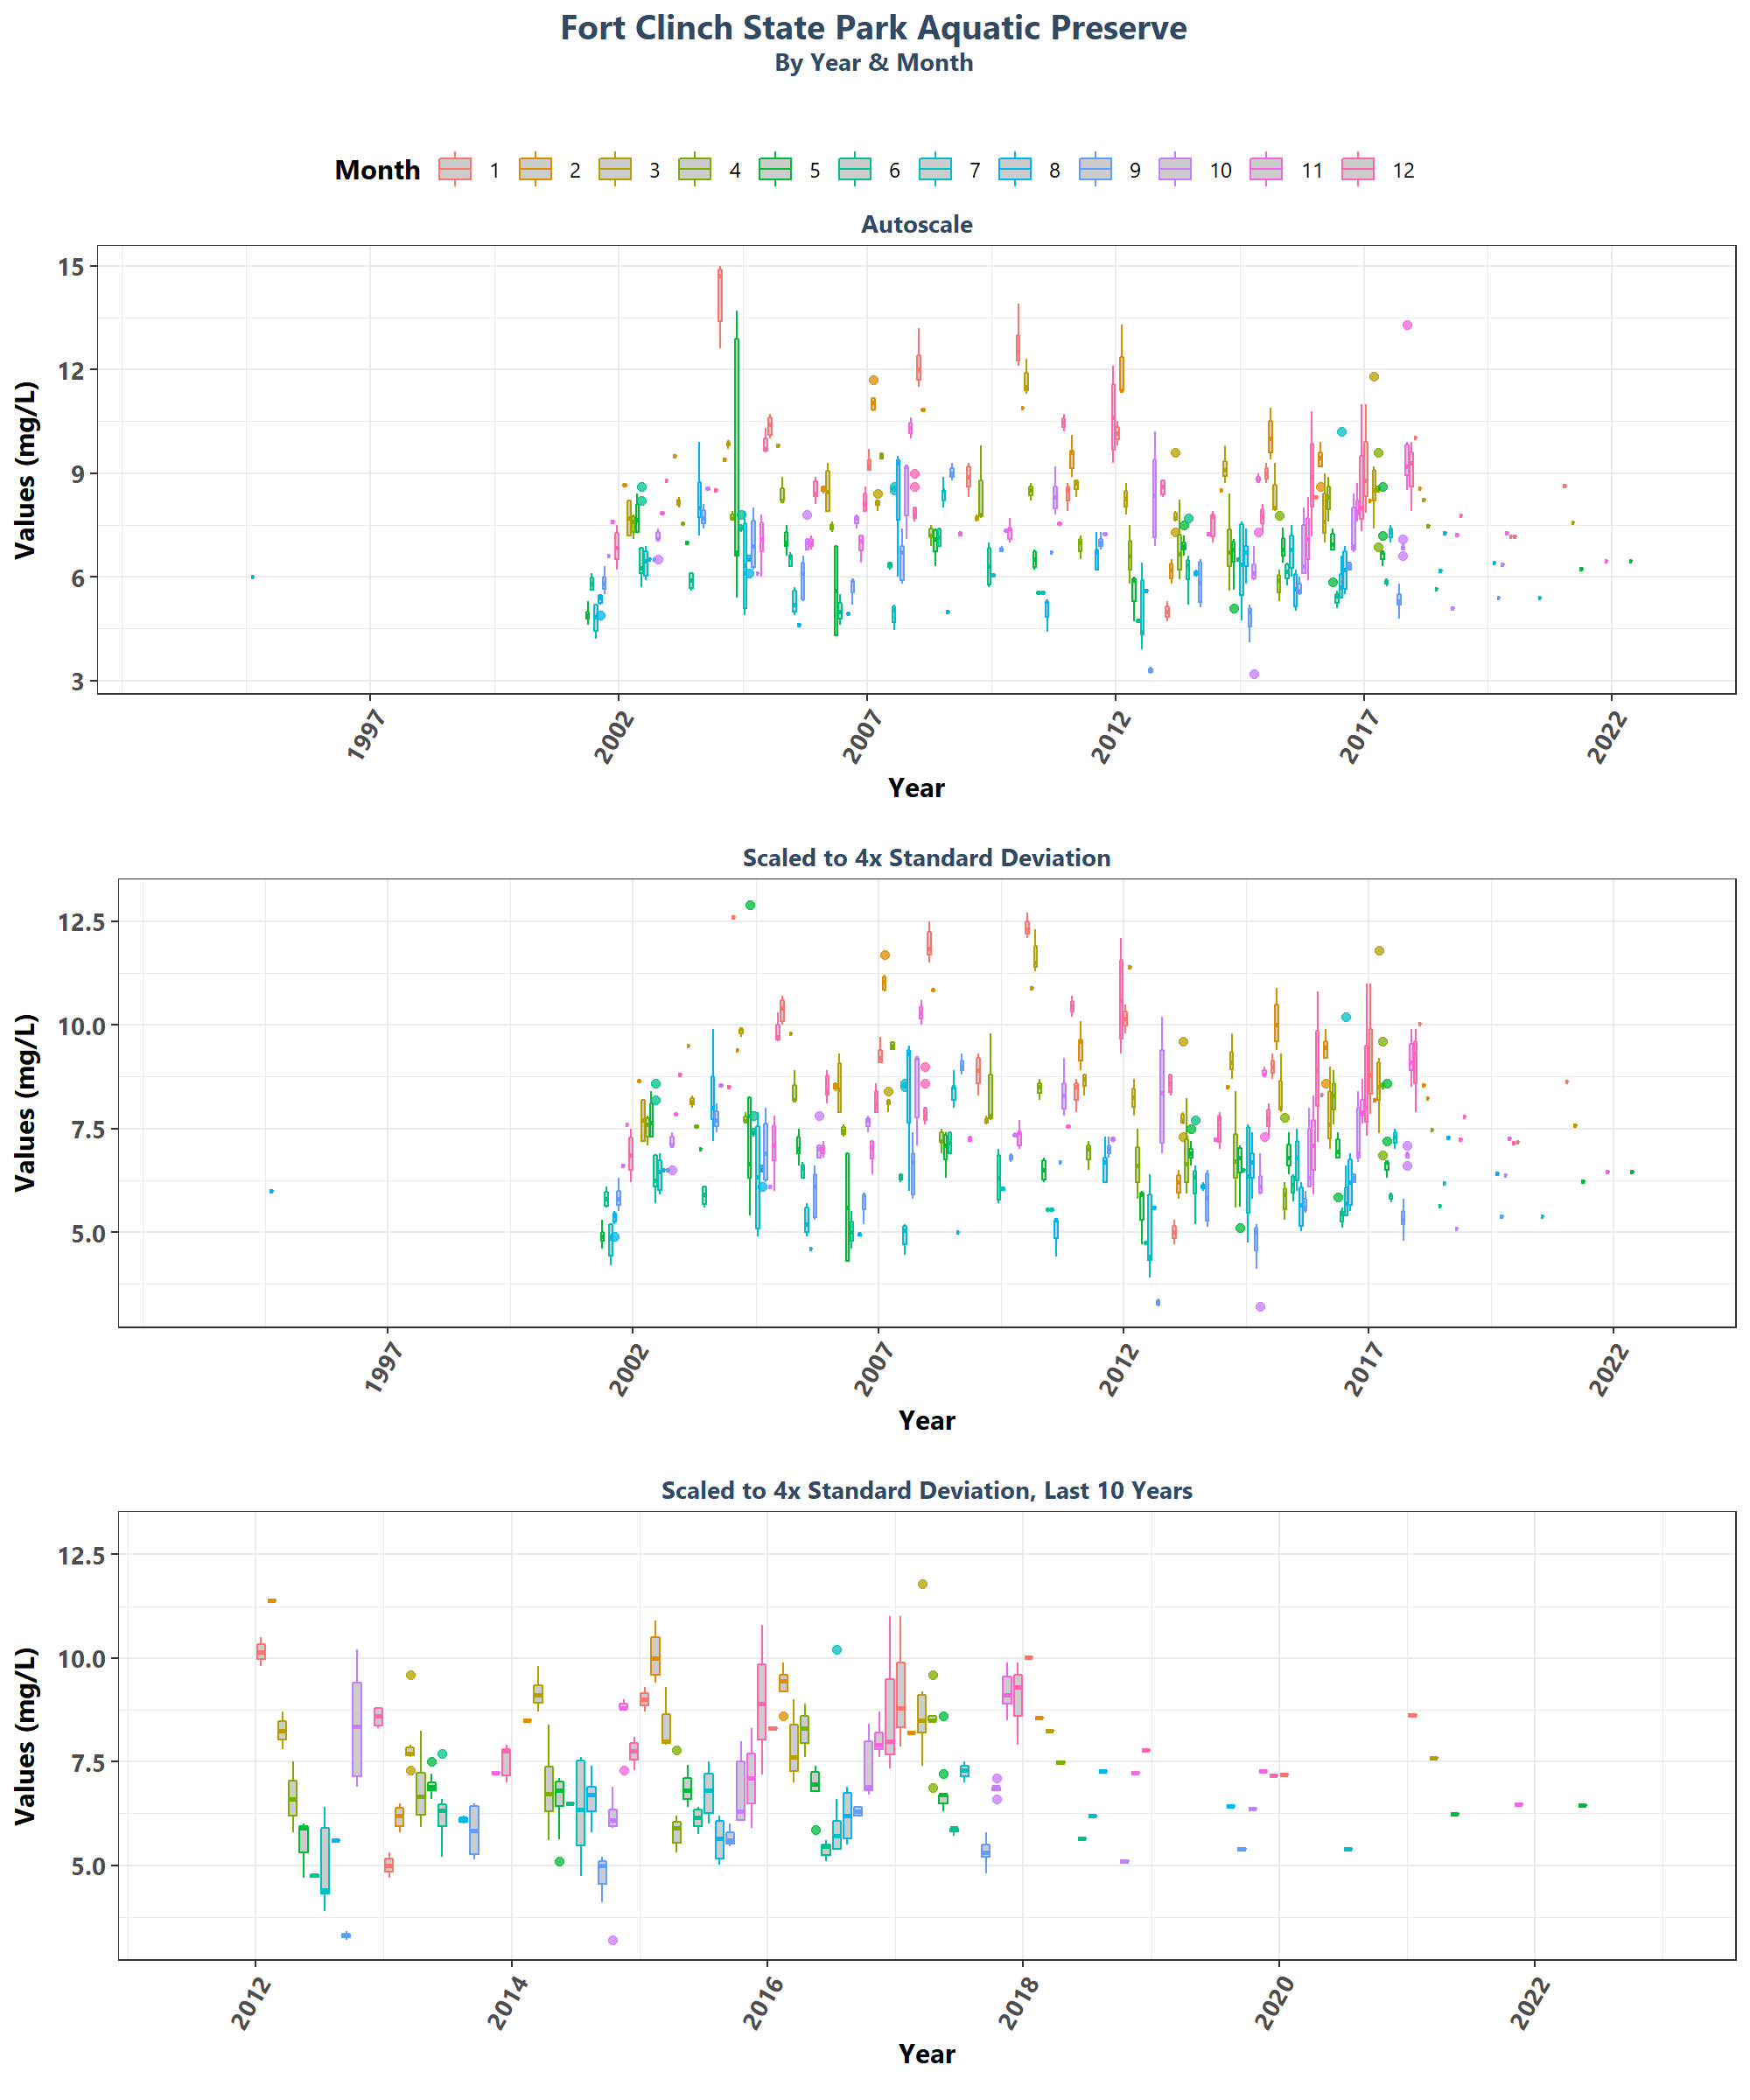 Fort Clinch State Park Aquatic Preserve
By Year & Month
Month 1 2 3 4 5 6 7 8 9 10 11 12
Autoscale
Values (mg/L)
15
12
9
6
3
1997 2002 2007 2012 2017 2022
Year
Scaled to 4x Standard Deviation
Values (mg/L)
12.5
10.0
7.5
5.0
1997 2002 2007 2012 2017 2022
Year
Scaled to 4x Standard Deviation, Last 10 Years
Values (mg/L)
12.5
10.0
7.5
5.0
2012 2014 2016 2018 2020 2022
Year